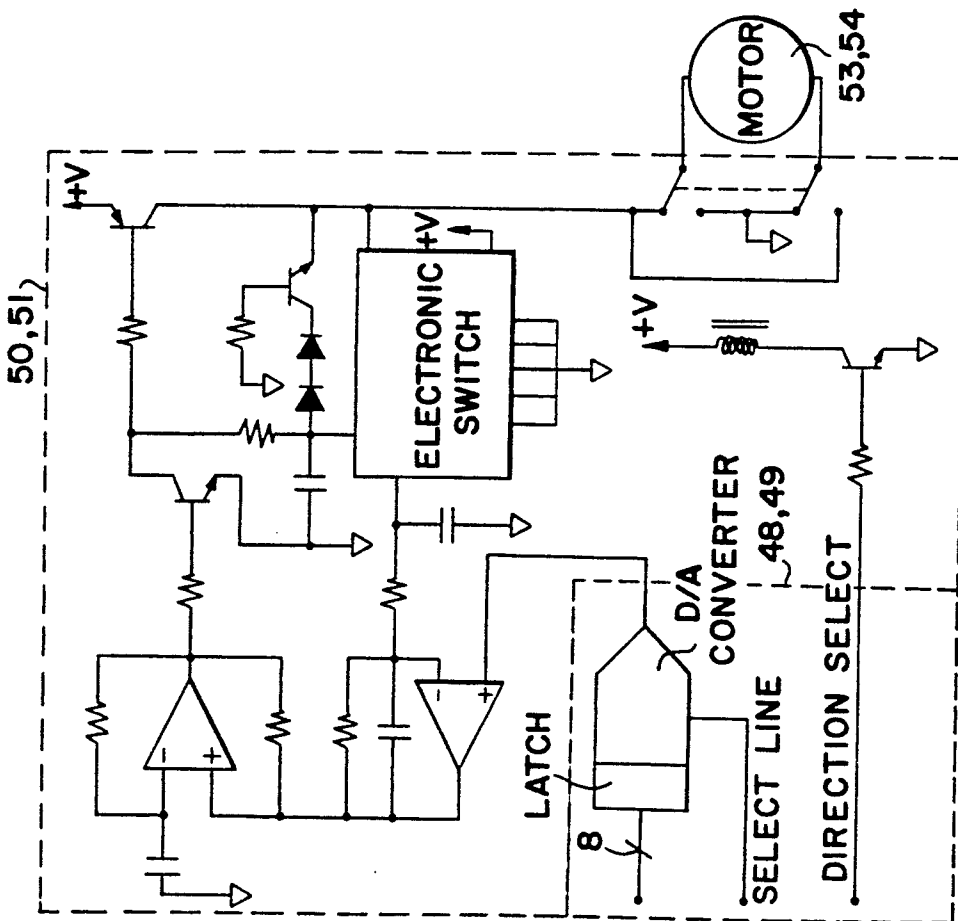 50,51
+V
+V
ELECTRONIC
SWITCH
MOTOR
53,54
+V
-
+
-
+
D/A
CONVERTER
48,49
LATCH
8
SELECT LINE
DIRECTION SELECT